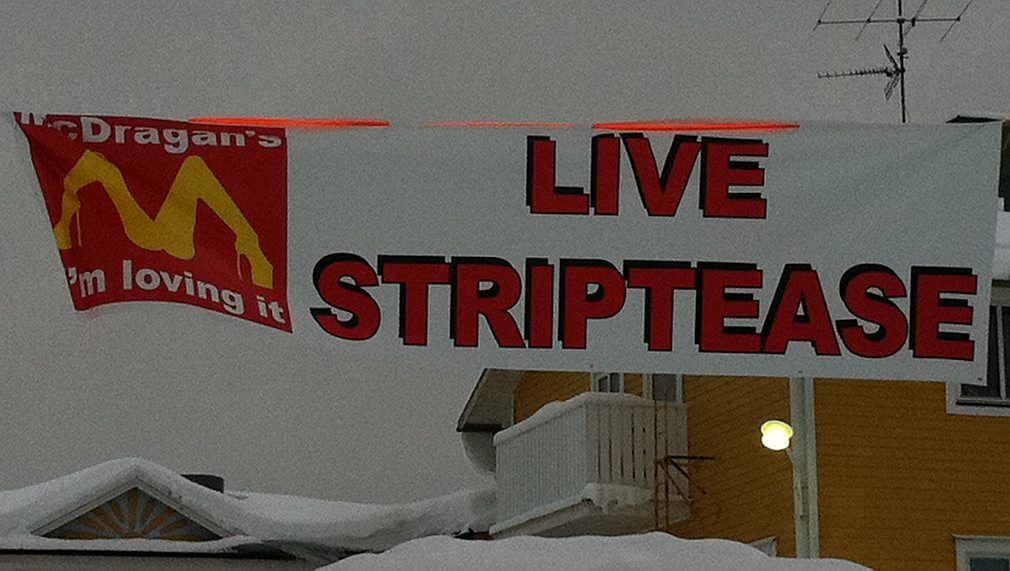 McDragan's
I'm loving it
LIVE
STRIPTEASE